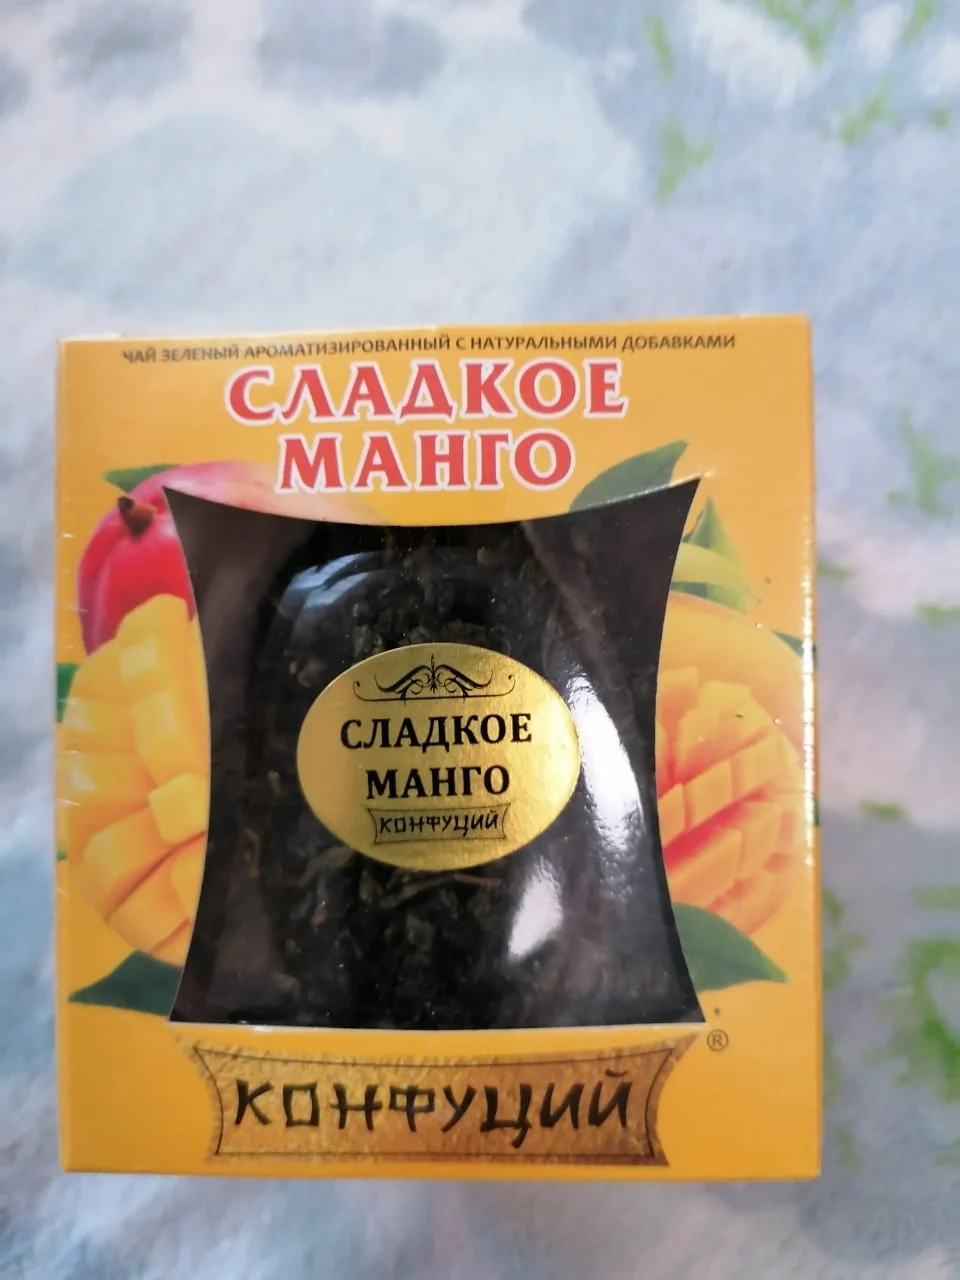 ЧАЙ ЗЕЛЕНЫЙ АРОМАТИЗИРОВАННЫЙ С НАТУРАЛЬНЫМИ ДОБАВКАМИ
СЛАДКОЕ
МАНГО
СЛАДКОЕ
МАНГО
КОНФУЦИЙ
®
КОНФУЦИЙ